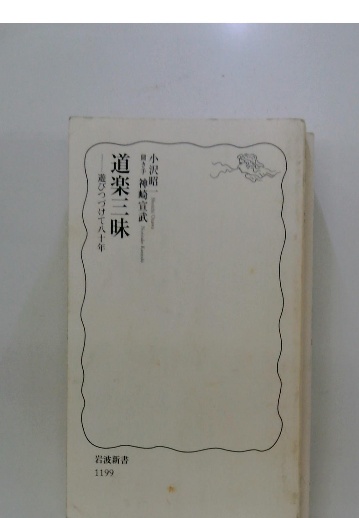 小沢昭一
聞き手 神崎宣武
道楽三昧
——遊びつづけて八十年
岩波新書
1199